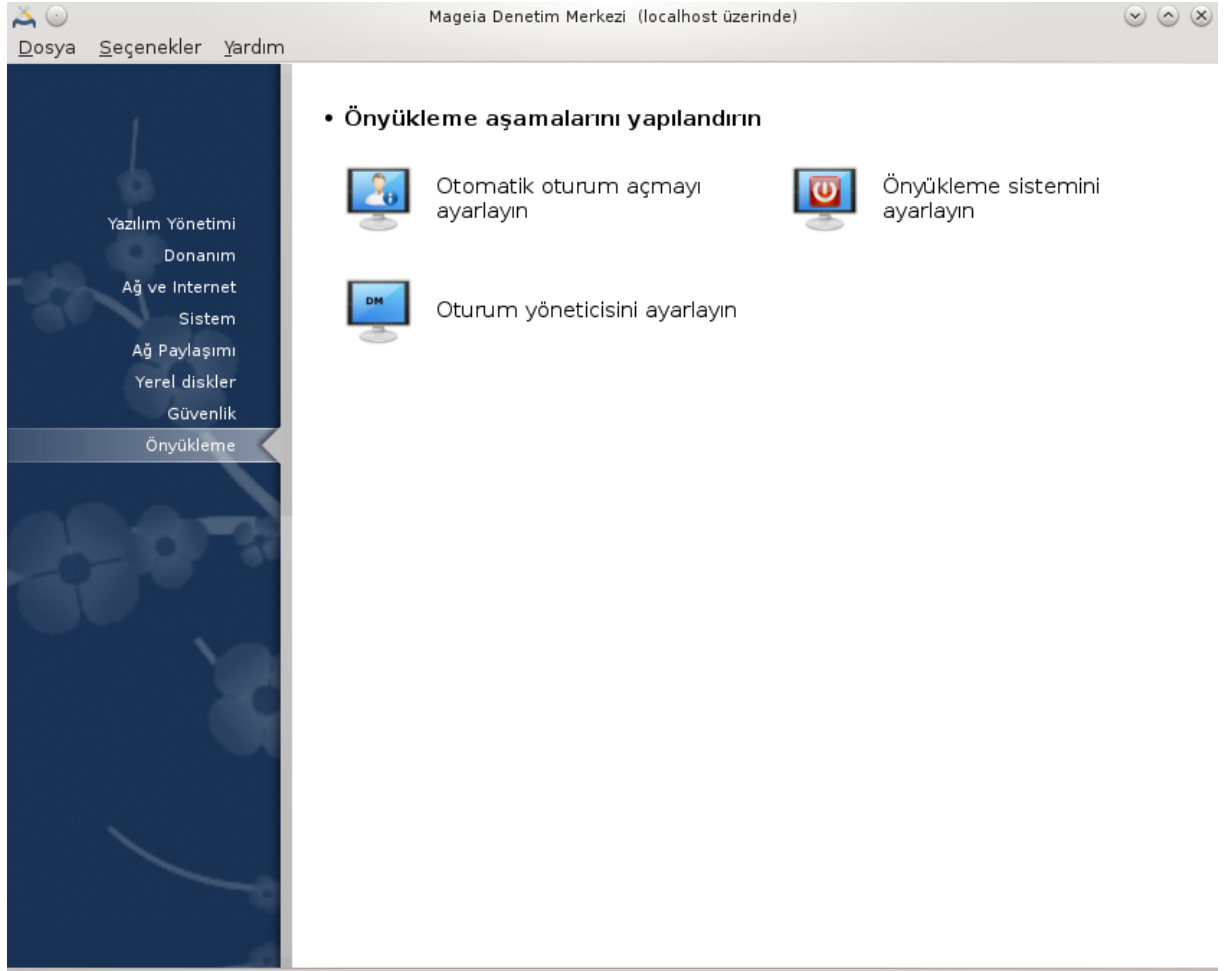 Mageia Denetim Merkezi (localhost üzerinde)
Dosya Seçenekler Yardım
Yazılım Yönetimi
Donanım
Ağ ve Internet
Sistem
Ağ Paylaşımı
Yerel diskler
Güvenlik
Önyükleme
• Önyükleme aşamalarını yapılandırın
Otomatik oturum açmayı
ayarlayın
Önyükleme sistemini
ayarlayın
DM
Oturum yöneticisini ayarlayın